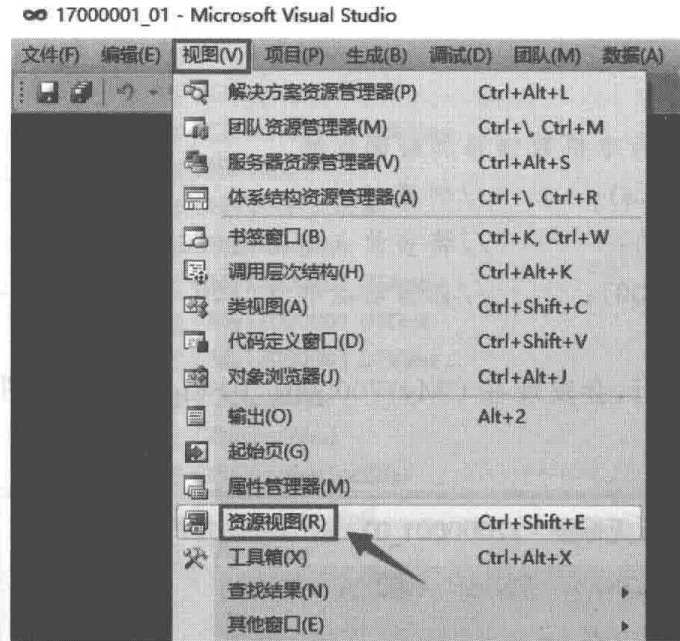 17000001_01 - Microsoft Visual Studio
文件(F) 编辑(E) 视图(V) 项目(P) 生成(B) 调试(D) 团队(M) 数据(A)
解决方案资源管理器(P) Ctrl+Alt+L
团队资源管理器(M) Ctrl+\, Ctrl+M
服务器资源管理器(V) Ctrl+Alt+S
体系结构资源管理器(A) Ctrl+\, Ctrl+R
书签窗口(B) Ctrl+K, Ctrl+W
调用层次结构(H) Ctrl+Alt+K
类视图(A) Ctrl+Shift+C
代码定义窗口(D) Ctrl+Shift+V
对象浏览器(J) Ctrl+Alt+J
输出(O) Alt+2
起始页(G)
属性管理器(M)
资源视图(R) Ctrl+Shift+E
工具箱(X) Ctrl+Alt+X
查找结果(N)
其他窗口(E)